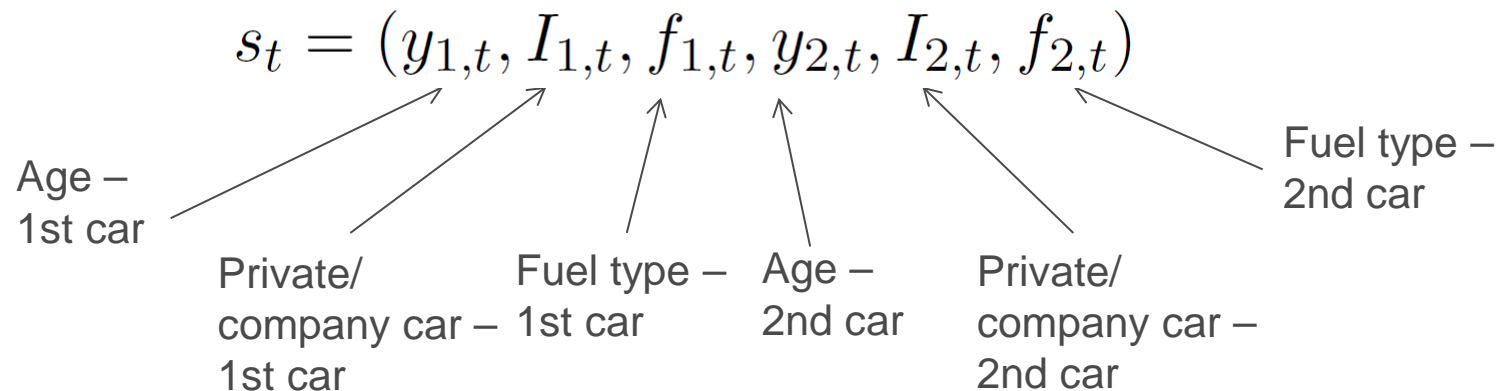 s_t = (y_{1,t}, I_{1,t}, f_{1,t}, y_{2,t}, I_{2,t}, f_{2,t})
Age –
1st car
Private/
company car –
1st car
Fuel type –
1st car
Age –
2nd car
Private/
company car –
2nd car
Fuel type –
2nd car